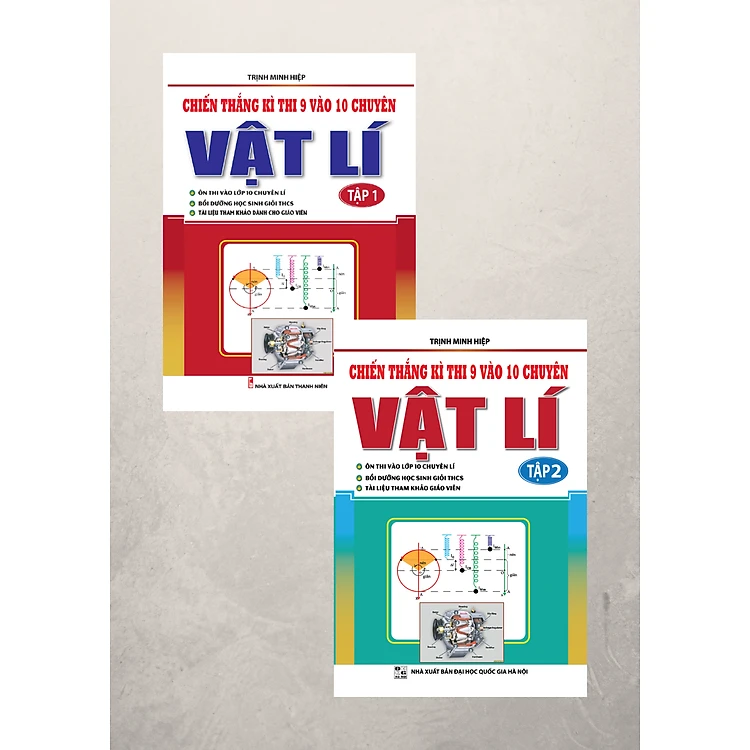 TRỊNH MINH HIỆP
CHIẾN THẮNG KÌ THI 9 VÀO 10 CHUYÊN
VẬT LÍ
TẬP 1
ÔN THI VÀO LỚP 10 CHUYÊN LÍ
BỒI DƯỠNG HỌC SINH GIỎI THCS
TÀI LIỆU THAM KHẢO DÀNH CHO GIÁO VIÊN
NHÀ XUẤT BẢN THANH NIÊN
TRỊNH MINH HIỆP
CHIẾN THẮNG KÌ THI 9 VÀO 10 CHUYÊN
VẬT LÍ
TẬP 2
ÔN THI VÀO LỚP 10 CHUYÊN LÍ
BỒI DƯỠNG HỌC SINH GIỎI THCS
TÀI LIỆU THAM KHẢO GIÁO VIÊN
giãn
NHÀ XUẤT BẢN ĐẠI HỌC QUỐC GIA HÀ NỘI